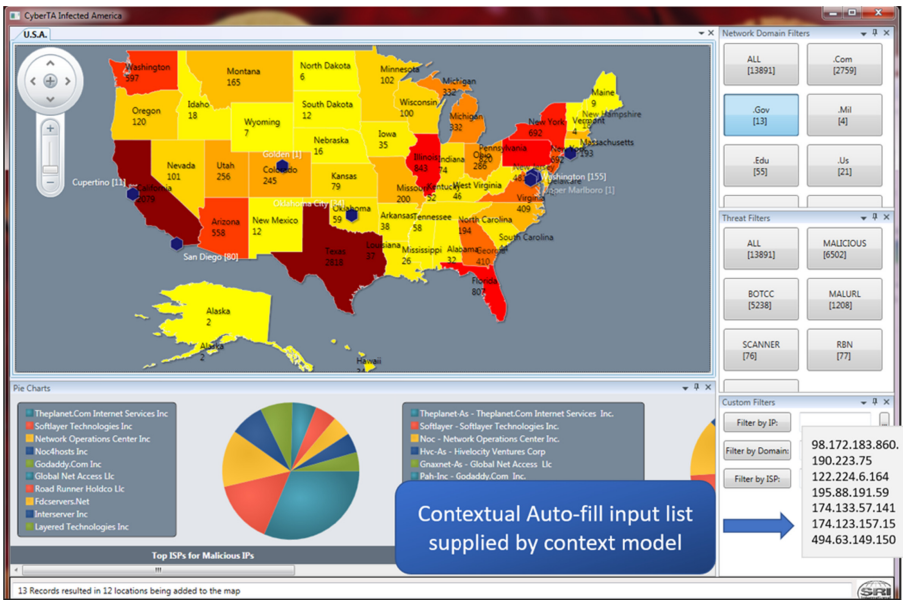 CyberTA Infected America
U.S.A.
Washington
597
Montana
165
North Dakota
6
Minnesota
102
Michigan
332
Maine
9
Oregon
120
Idaho
18
Wyoming
7
South Dakota
12
Wisconsin
100
Michigan
332
New York
692
Vermont
4
New Hampshire
Massachusetts
193
Nebraska
16
Iowa
35
Illinois
843
Indiana
74
Ohio
286
Pennsylvania
Nevada
101
Utah
256
Golden [1]
Colorado
245
Kansas
79
Missouri
200
Kentucky
52
West Virginia
46
Washington [155]
Upper Marlboro [1]
Virginia
409
Cupertino [11]
California
2079
Oklahoma City [34]
Oklahoma
59
Arizona
558
New Mexico
12
Arkansas
38
Tennessee
58
North Carolina
194
South Carolina
San Diego [80]
Texas
2818
Louisiana
37
Mississippi
26
Alabama
32
Georgia
410
Florida
807
Alaska
2
Alaska
2
Hawaii
Network Domain Filters
ALL
[13891]
.Com
[2759]
.Gov
[13]
.Mil
[4]
.Edu
[55]
.Us
[21]
Threat Filters
ALL
[13891]
MALICIOUS
[6502]
BOTCC
[5238]
MALURL
[1208]
SCANNER
[76]
RBN
[77]
Custom Filters
Filter by IP:
...
Filter by Domain:
Filter by ISP:
98.172.183.860.
190.223.75
122.224.6.164
195.88.191.59
174.133.57.141
174.123.157.15
494.63.149.150
Pie Charts
Theplanet.Com Internet Services Inc
Softlayer Technologies Inc
Network Operations Center Inc
Noc4hosts Inc
Godaddy.Com Inc
Global Net Access Llc
Road Runner Holdco Llc
Fdcservers.Net
Interserver Inc
Layered Technologies Inc
Theplanet-As - Theplanet.Com Internet Services Inc.
Softlayer - Softlayer Technologies Inc.
Noc - Network Operations Center Inc.
Hvc-As - Hivelocity Ventures Corp
Gnaxnet-As - Global Net Access Llc
Pah-Inc - Godaddy.Com Inc.
Contextual Auto-fill input list
supplied by context model
Top ISPs for Malicious IPs
13 Records resulted in 12 locations being added to the map
SRI